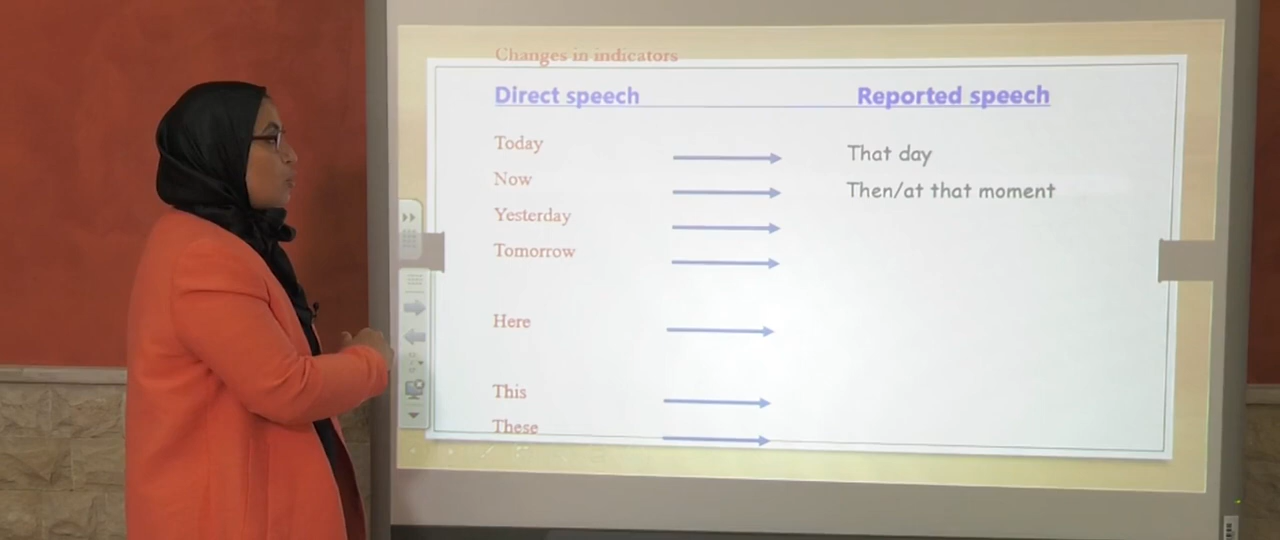 Changes in indicators
Direct speech Reported speech
Today That day
Now Then/at that moment
Yesterday
Tomorrow
Here
This
These